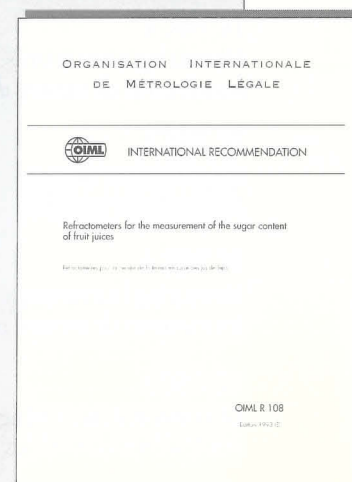 ORGANISATION INTERNATIONALE
DE MÉTROLOGIE LÉGALE
OIML
INTERNATIONAL RECOMMENDATION
Refractometers for the measurement of the sugar content
of fruit juices
OIML R 108